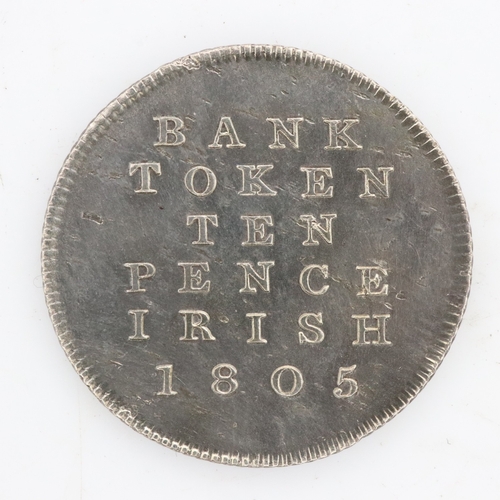 BANK
TOKEN
TEN
PENCE
IRISH
1805